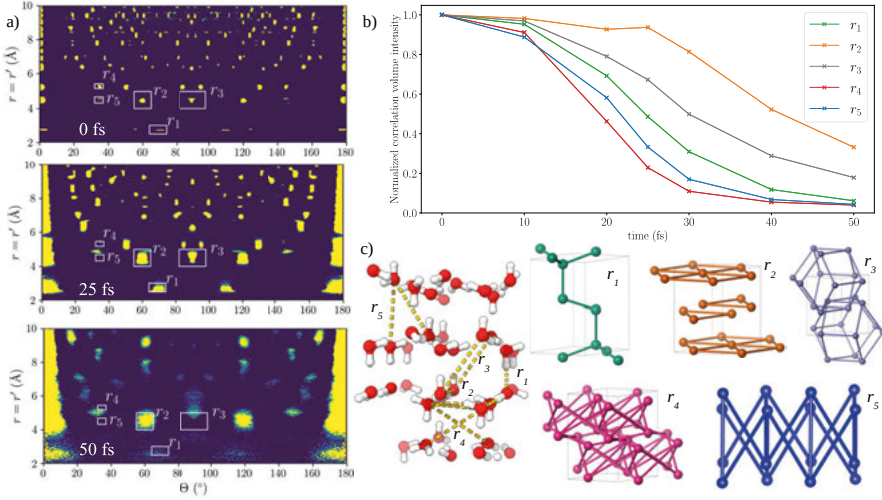 a)
r = r′ (Å)
10
8
6
4
2
r4
r5
r2
r3
r1
0 fs
0 20 40 60 80 100 120 140 160 180
r = r′ (Å)
10
8
6
4
2
r4
r5
r2
r3
r1
25 fs
0 20 40 60 80 100 120 140 160 180
r = r′ (Å)
10
8
6
4
2
r4
r5
r2
r3
r1
50 fs
0 20 40 60 80 100 120 140 160 180
Θ (°)
b)
Normalized correlation volume intensity
1.0
0.8
0.6
0.4
0.2
0.0
0 10 20 30 40 50
time (fs)
r1
r2
r3
r4
r5
c)
r5
r3
r2
r1
r4
r1
r2
r3
r4
r5